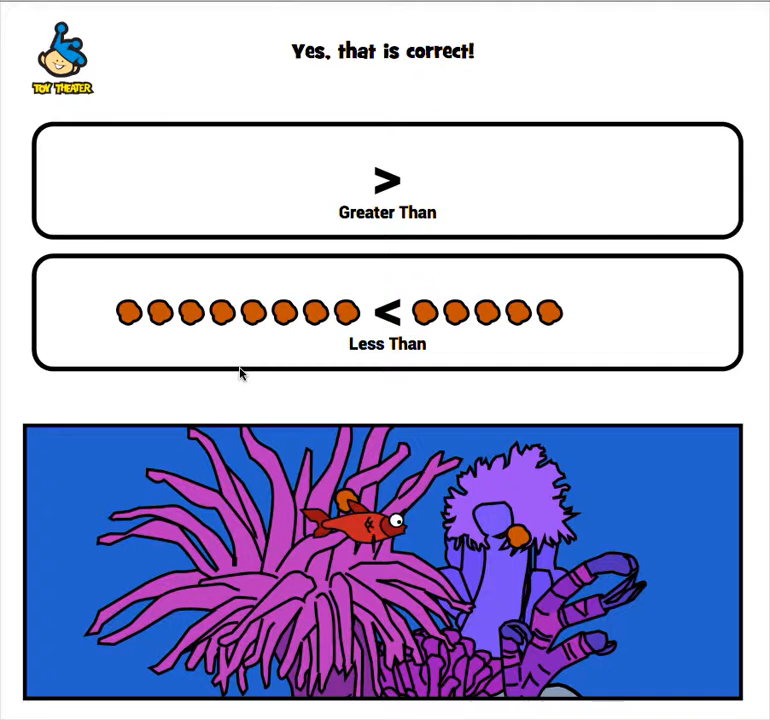 Yes, that is correct!
TOY THEATER
>
Greater Than
<
Less Than